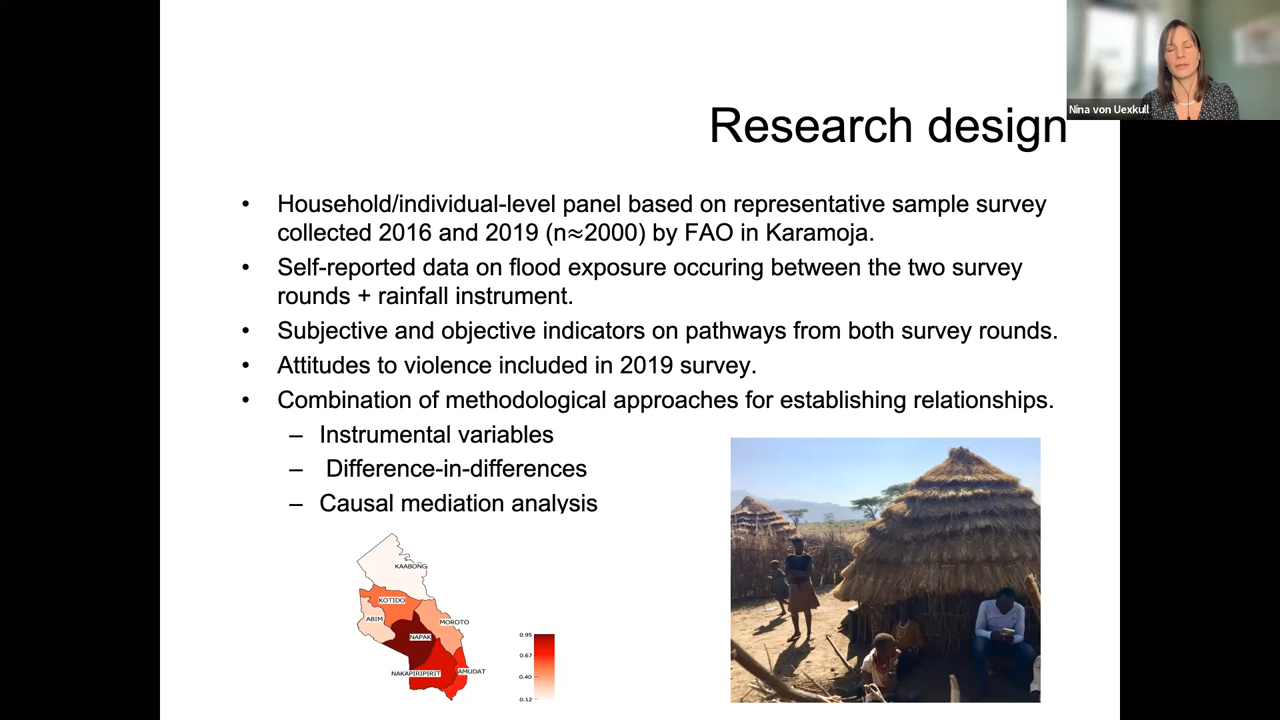 Nina von Uexkull
Research design
• Household/individual-level panel based on representative sample survey
collected 2016 and 2019 (n≈2000) by FAO in Karamoja.
• Self-reported data on flood exposure occuring between the two survey
rounds + rainfall instrument.
• Subjective and objective indicators on pathways from both survey rounds.
• Attitudes to violence included in 2019 survey.
• Combination of methodological approaches for establishing relationships.
– Instrumental variables
– Difference-in-differences
– Causal mediation analysis
KAABONG
KOTIDO
ABIM
MOROTO
NAPAK
NAKAPIRIPIRIT
AMUDAT
0.95
0.67
0.40
0.12